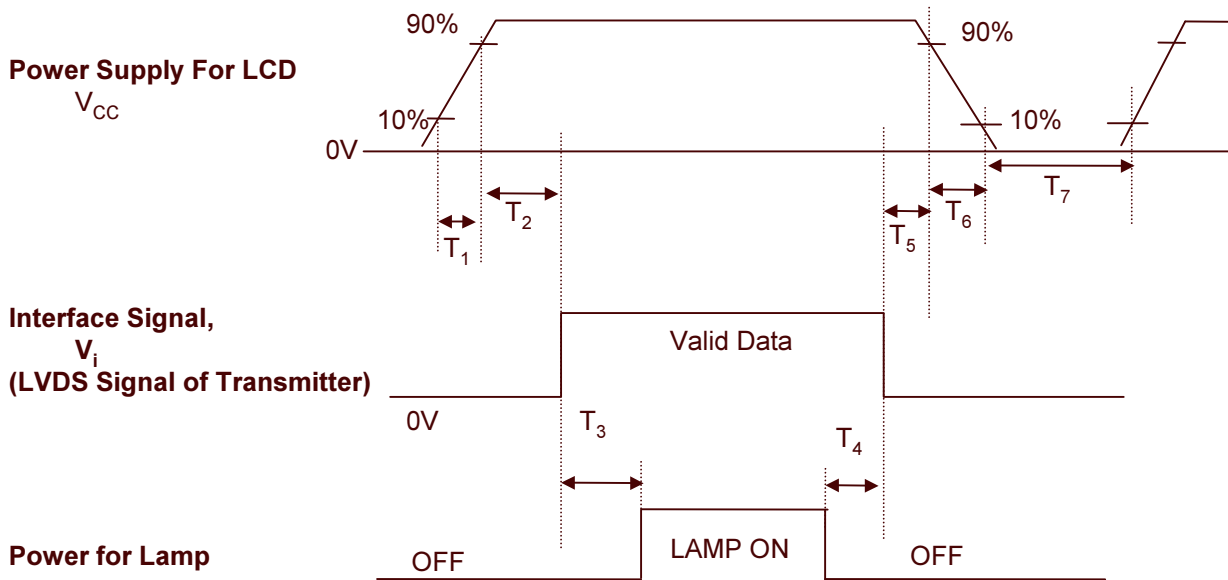 90%
90%
Power Supply For LCD
VCC
10%
10%
0V
T1
T2
T5
T6
T7
Interface Signal,
Vi
(LVDS Signal of Transmitter)
Valid Data
0V
T3
T4
Power for Lamp
OFF
LAMP ON
OFF